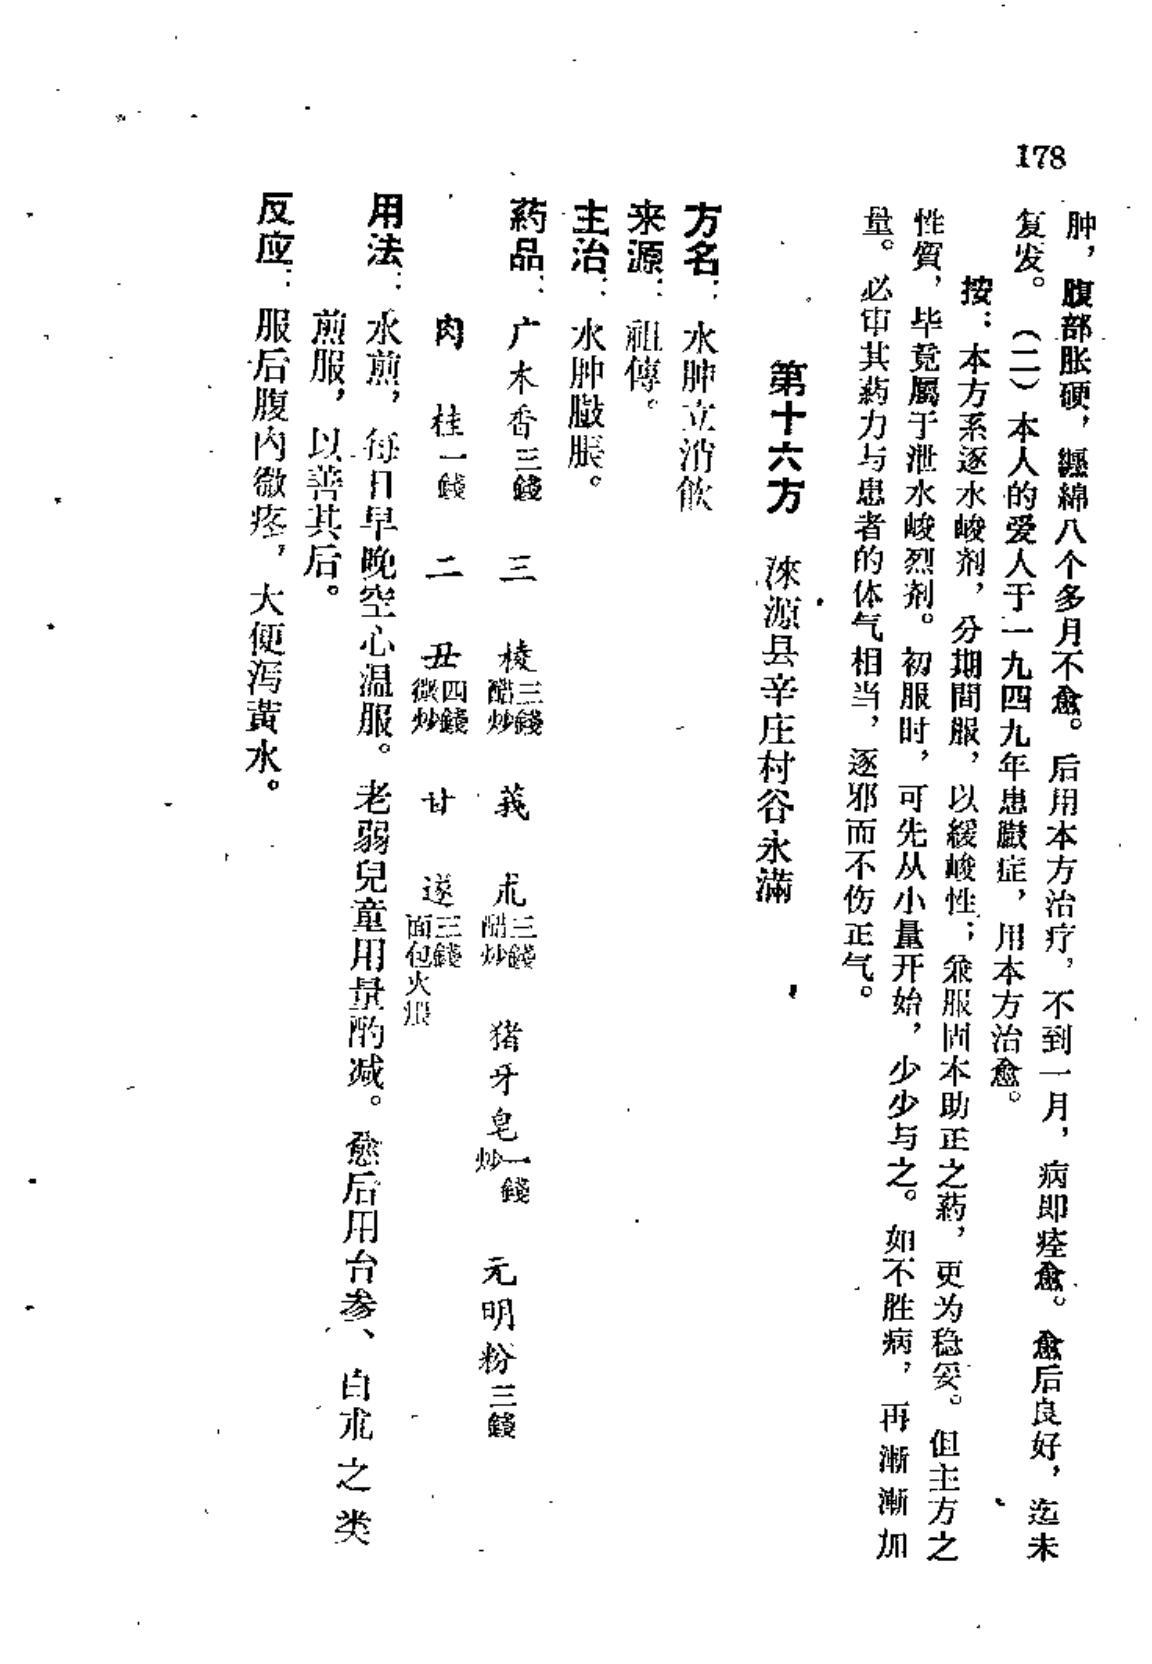 178
肿，腹部胀硬，纏綿八个多月不愈。后用本方治疗，不到一月，病即痊愈。愈后良好，迄未
复发。（二）本人的爱人于一九四九年患臌症，用本方治愈。
按：本方系逐水峻剂，分期間服，以緩峻性；兼服固本助正之药，更为稳妥。但主方之
性質，毕竟屬于泄水峻烈剂。初服时，可先从小量开始，少少与之。如不胜病，再漸漸加
量。必审其药力与患者的体气相当，逐邪而不伤正气。
第十六方　涞源县辛庄村谷永滿
方名：水肿立消飲
来源：祖傳。
主治：水肿臌脹。
药品：广木香三錢　三　棱三錢醋炒　莪　朮三錢醋炒　猪牙皂一錢炒　元明粉三錢
肉　桂一錢　二　丑四錢微炒　甘　遂三錢面包火煨
用法：水煎，每日早晚空心温服。老弱兒童用量酌减。愈后用台参、白朮之类
煎服，以善其后。
反应：服后腹内微疼，大便泻黃水。